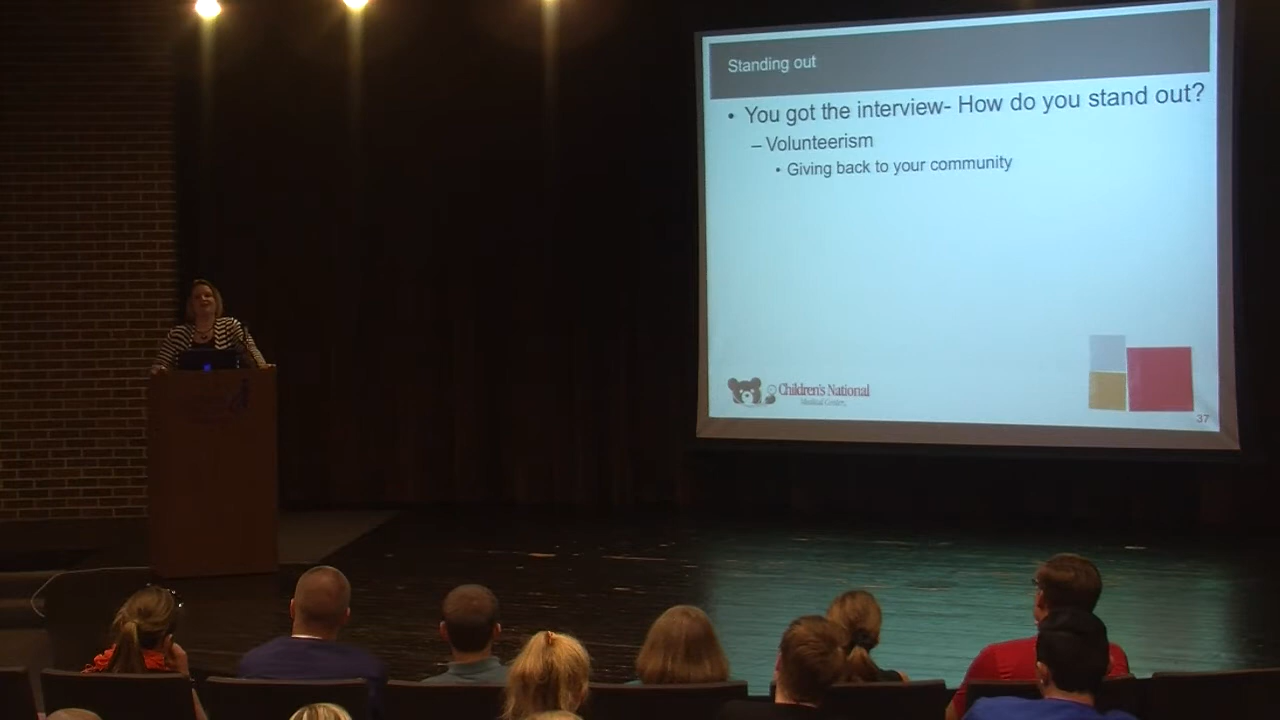 Standing out
• You got the interview- How do you stand out?
– Volunteerism
• Giving back to your community
Children's National
Medical Center
37